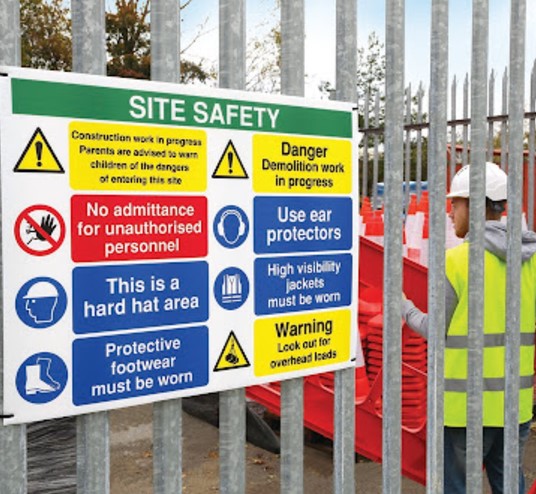 SITE SAFETY
Construction work in progress
Parents are advised to warn
children of the dangers
of entering this site
Danger
Demolition work
in progress
No admittance
for unauthorised
personnel
Use ear
protectors
This is a
hard hat area
High visibility
jackets
must be worn
Protective
footwear
must be worn
Warning
Look out for
overhead loads